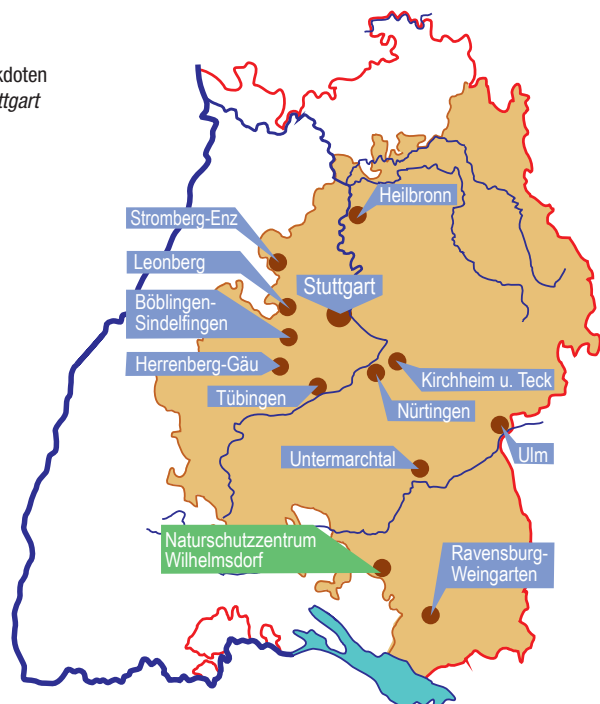 kdoten
ttgart
Heilbronn
Stromberg-Enz
Leonberg
Stuttgart
Böblingen-
Sindelfingen
Herrenberg-Gäu
Kirchheim u. Teck
Tübingen
Nürtingen
Untermarchtal
Ulm
Naturschutzzentrum
Wilhelmsdorf
Ravensburg-
Weingarten